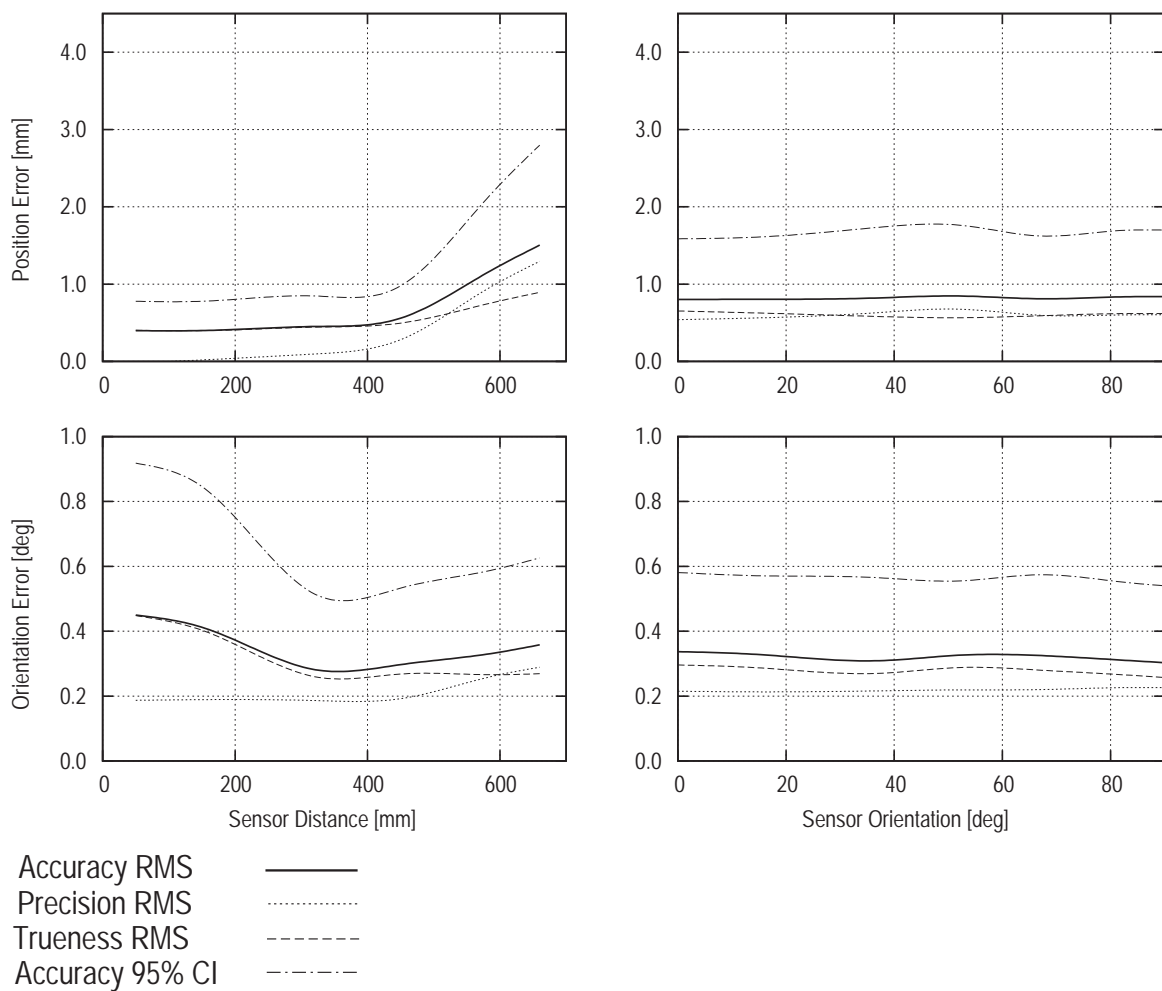 4.0
3.0
2.0
1.0
0.0
Position Error [mm]
0 200 400 600
0 20 40 60 80
4.0
3.0
2.0
1.0
0.0
1.0
0.8
0.6
0.4
0.2
0.0
Orientation Error [deg]
0 200 400 600
Sensor Distance [mm]
1.0
0.8
0.6
0.4
0.2
0.0
0 20 40 60 80
Sensor Orientation [deg]
Accuracy RMS
Precision RMS
Trueness RMS
Accuracy 95% CI